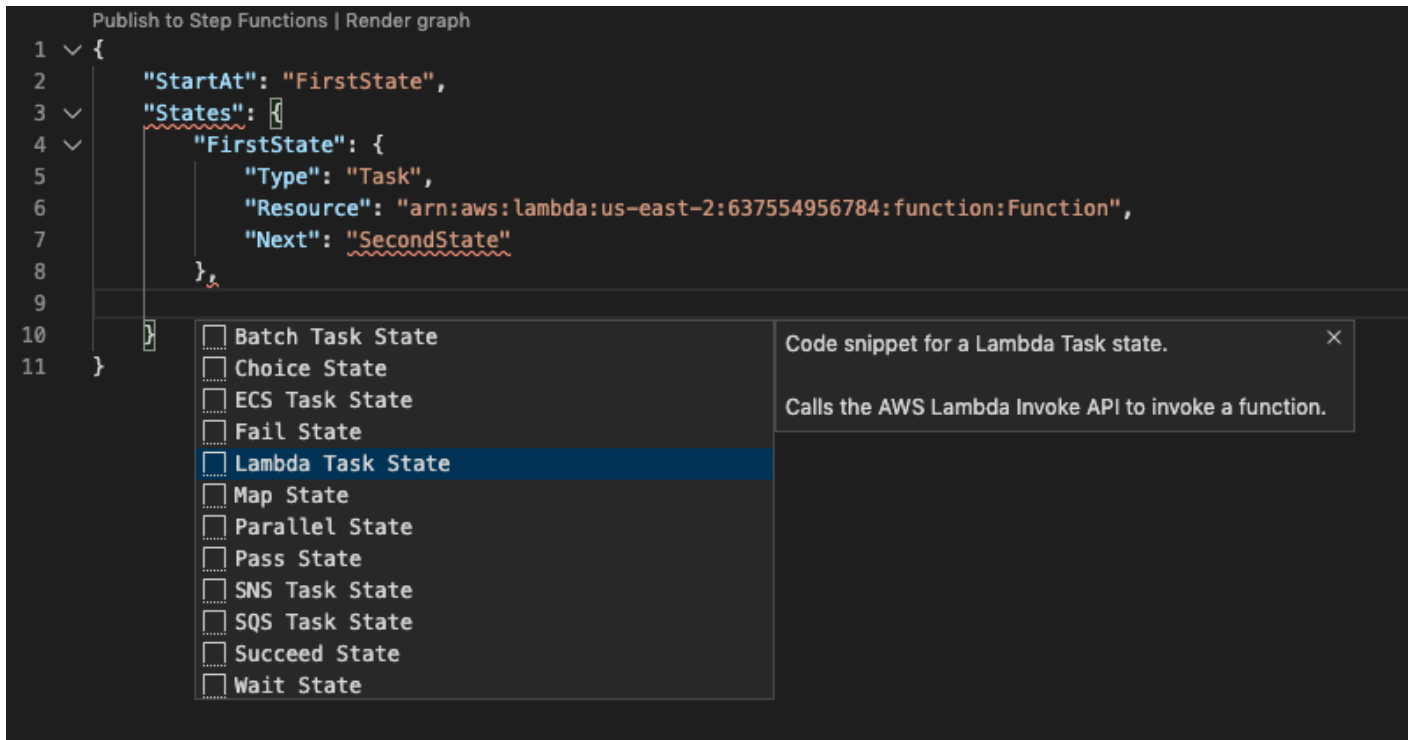 Publish to Step Functions | Render graph
1 {
2 "StartAt": "FirstState",
3 "States": {
4 "FirstState": {
5 "Type": "Task",
6 "Resource": "arn:aws:lambda:us-east-2:637554956784:function:Function",
7 "Next": "SecondState"
8 },
9
10 }
11 }
Batch Task State
Choice State
ECS Task State
Fail State
Lambda Task State
Map State
Parallel State
Pass State
SNS Task State
SQS Task State
Succeed State
Wait State
Code snippet for a Lambda Task state.
Calls the AWS Lambda Invoke API to invoke a function.